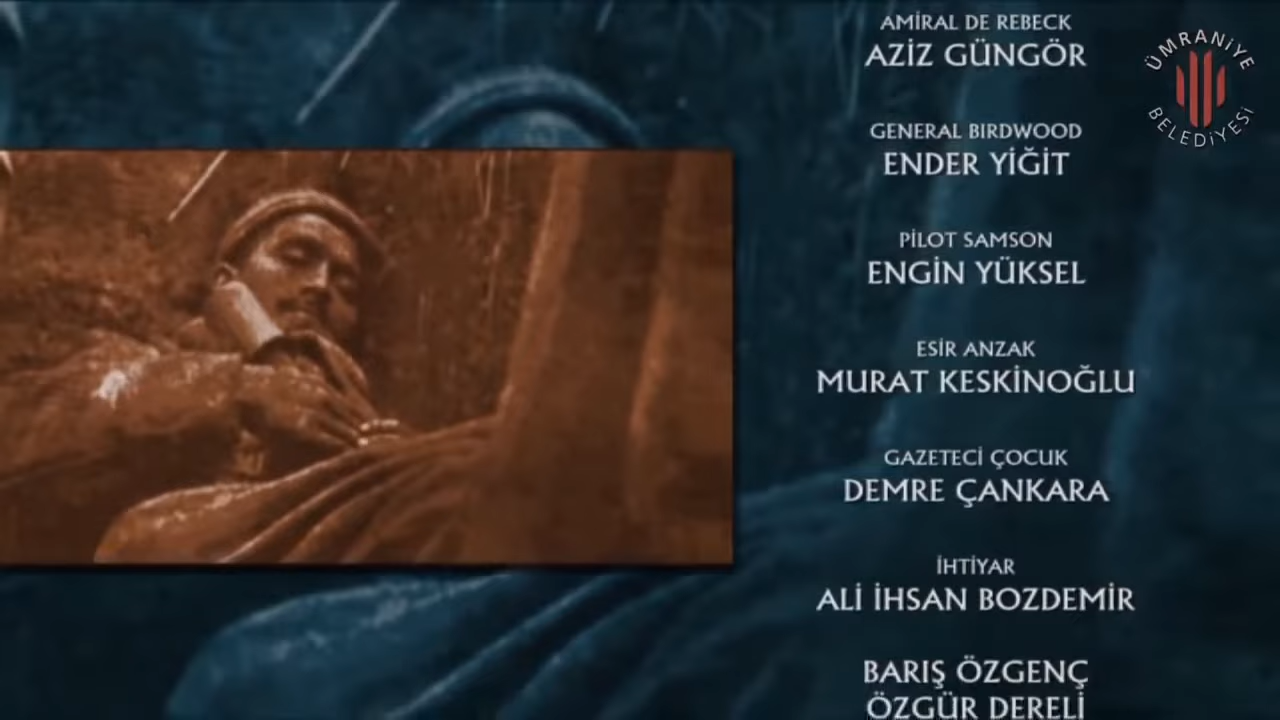 AMİRAL DE REBECK
AZİZ GÜNGÖR
GENERAL BIRDWOOD
ENDER YİĞİT
PİLOT SAMSON
ENGİN YÜKSEL
ESİR ANZAK
MURAT KESKİNOĞLU
GAZETECİ ÇOCUK
DEMRE ÇANKARA
İHTİYAR
ALİ İHSAN BOZDEMİR
BARIŞ ÖZGENÇ
ÖZGÜR DERELİ
ÜMRANİYE
BELEDİYESİ